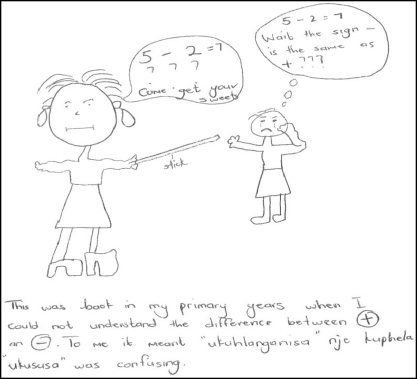 5 - 2 = 7
? ? ?
Come get your
sweets
5 - 2 = 7
Wait the sign -
is the same as
+ ???
stick
This was back in my primary years when I
could not understand the difference between +
an -. To me it meant "ukuhlanganisa" nje kuphela
"ukususa" was confusing.